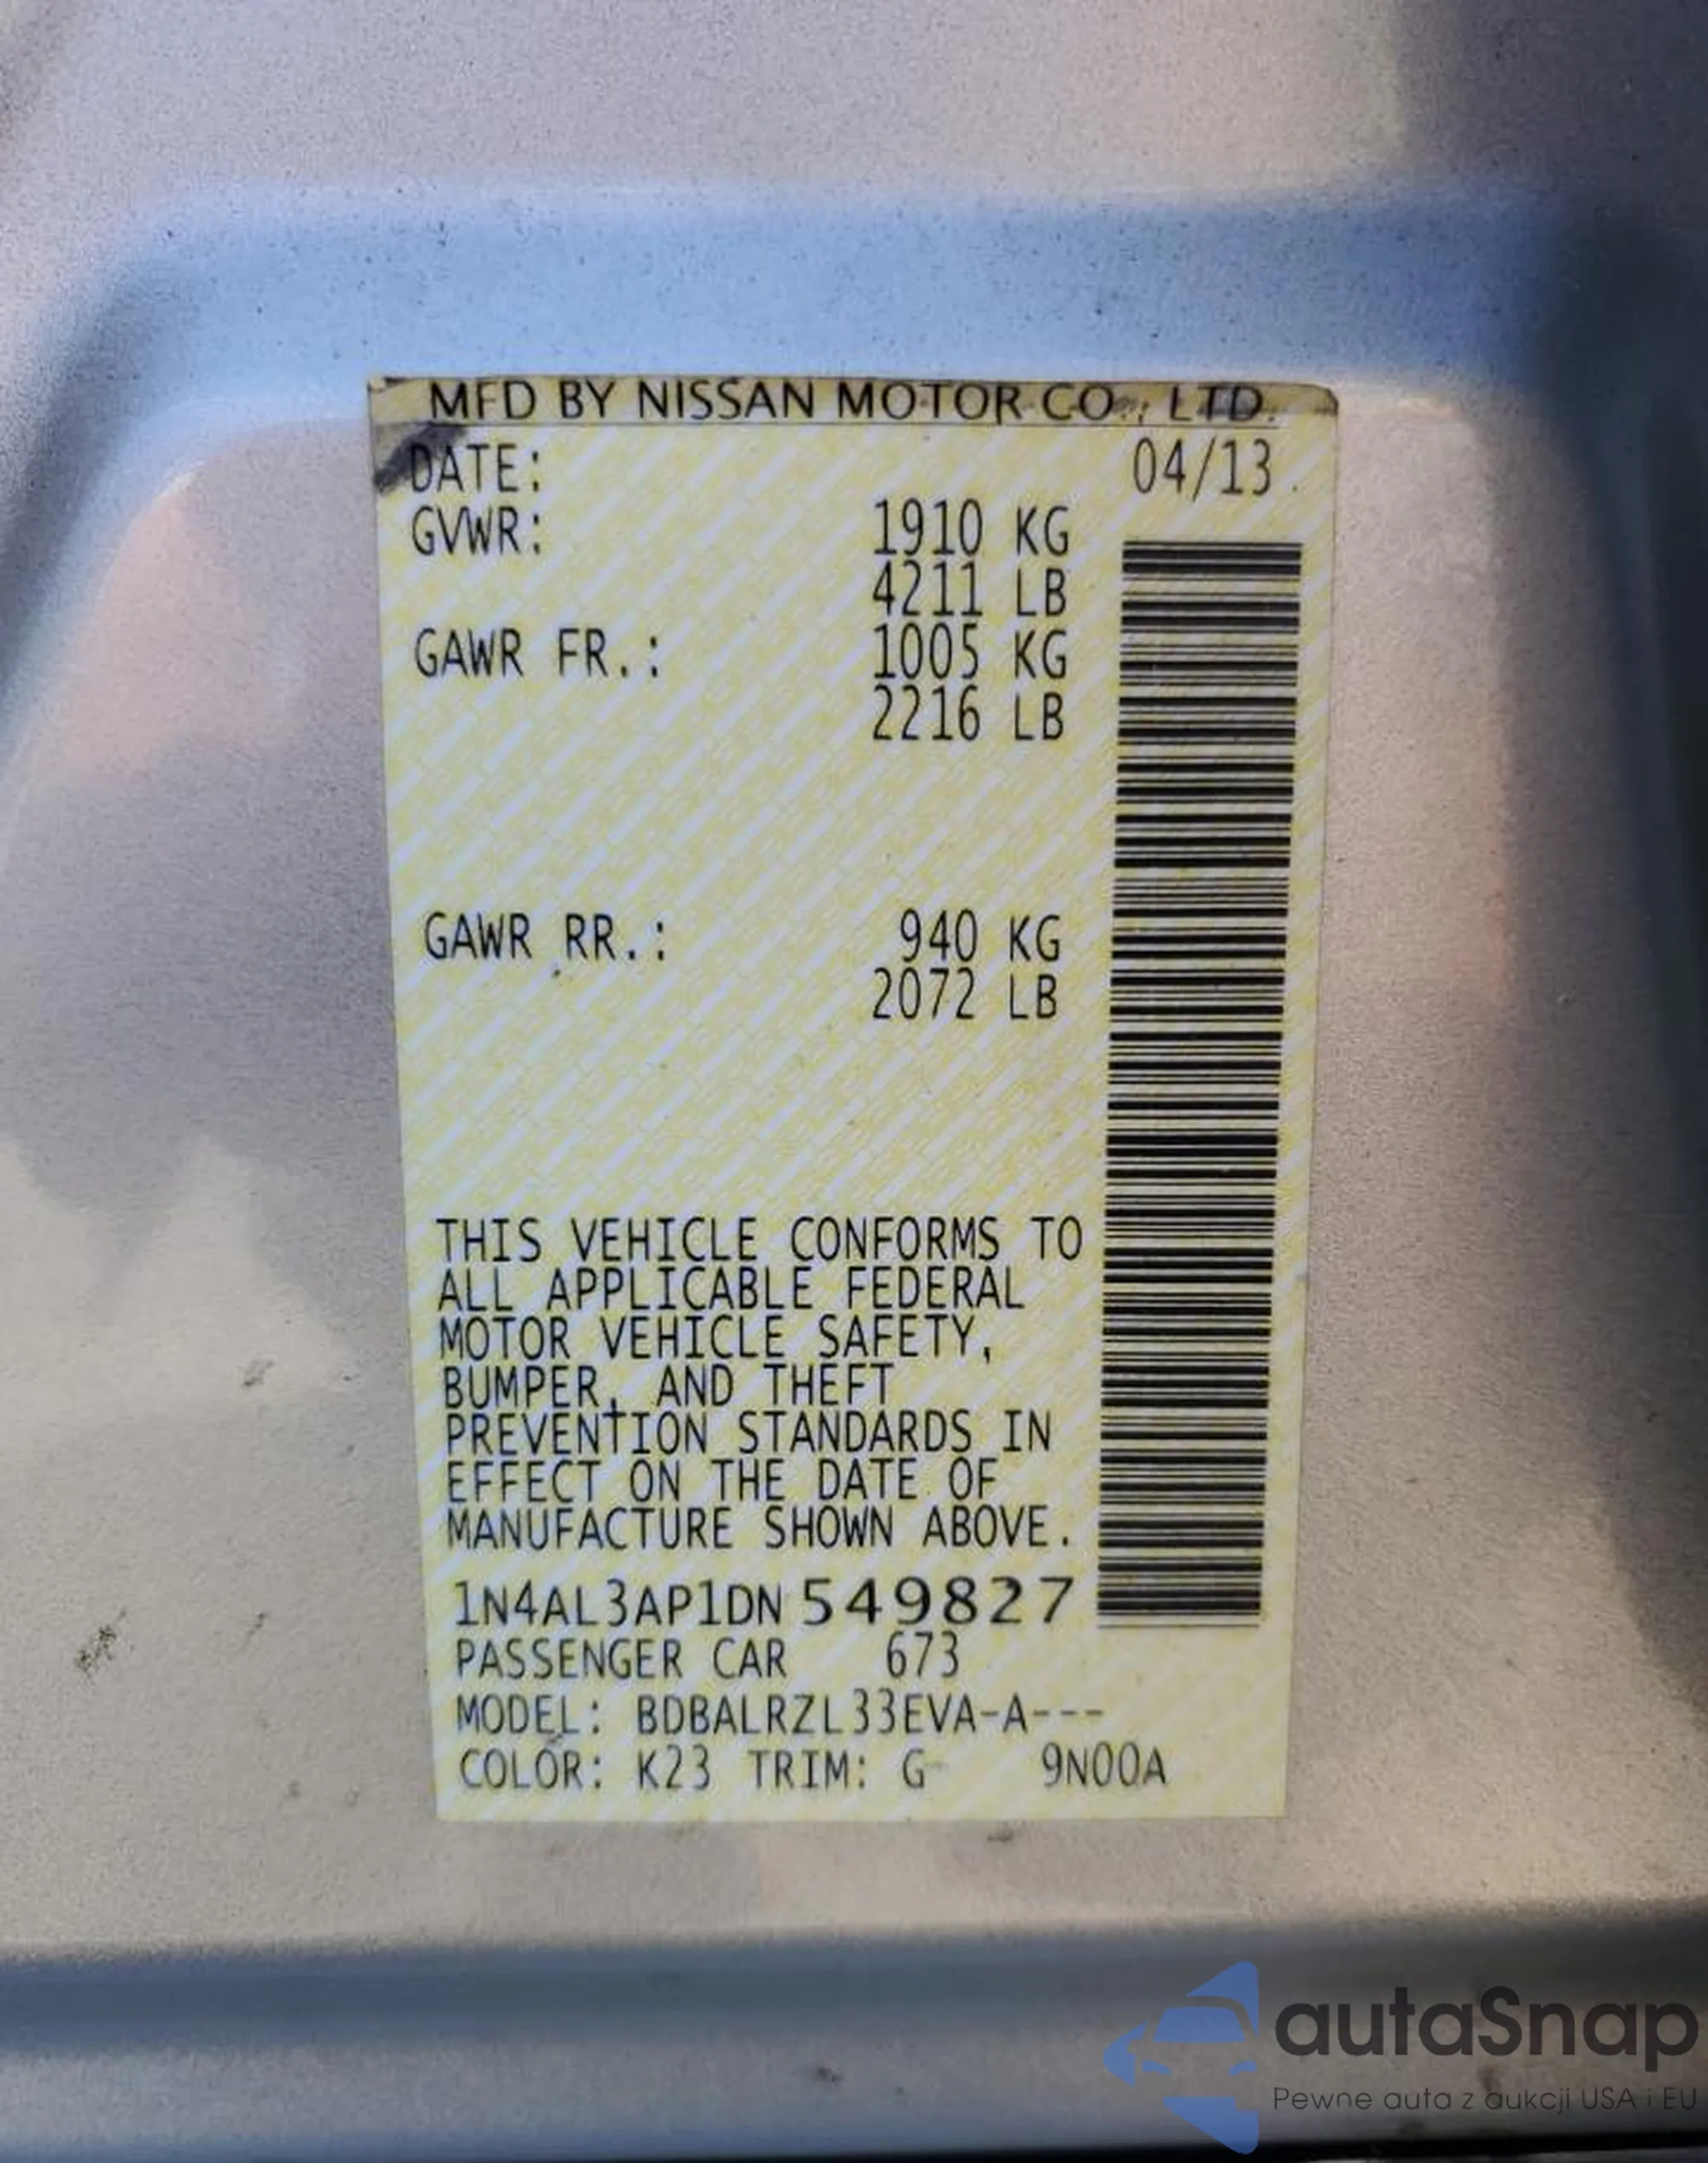 MFD BY NISSAN MOTOR CO., LTD.
DATE: 04/13
GVWR: 1910 KG
4211 LB
GAWR FR.: 1005 KG
2216 LB
GAWR RR.: 940 KG
2072 LB
THIS VEHICLE CONFORMS TO
ALL APPLICABLE FEDERAL
MOTOR VEHICLE SAFETY,
BUMPER, AND THEFT
PREVENTION STANDARDS IN
EFFECT ON THE DATE OF
MANUFACTURE SHOWN ABOVE.
1N4AL3AP1DN549827
PASSENGER CAR 673
MODEL: BDBALRZL33EVA-A---
COLOR: K23 TRIM: G 9N00A
autaSnap
Pewne auta z aukcji USA i EU